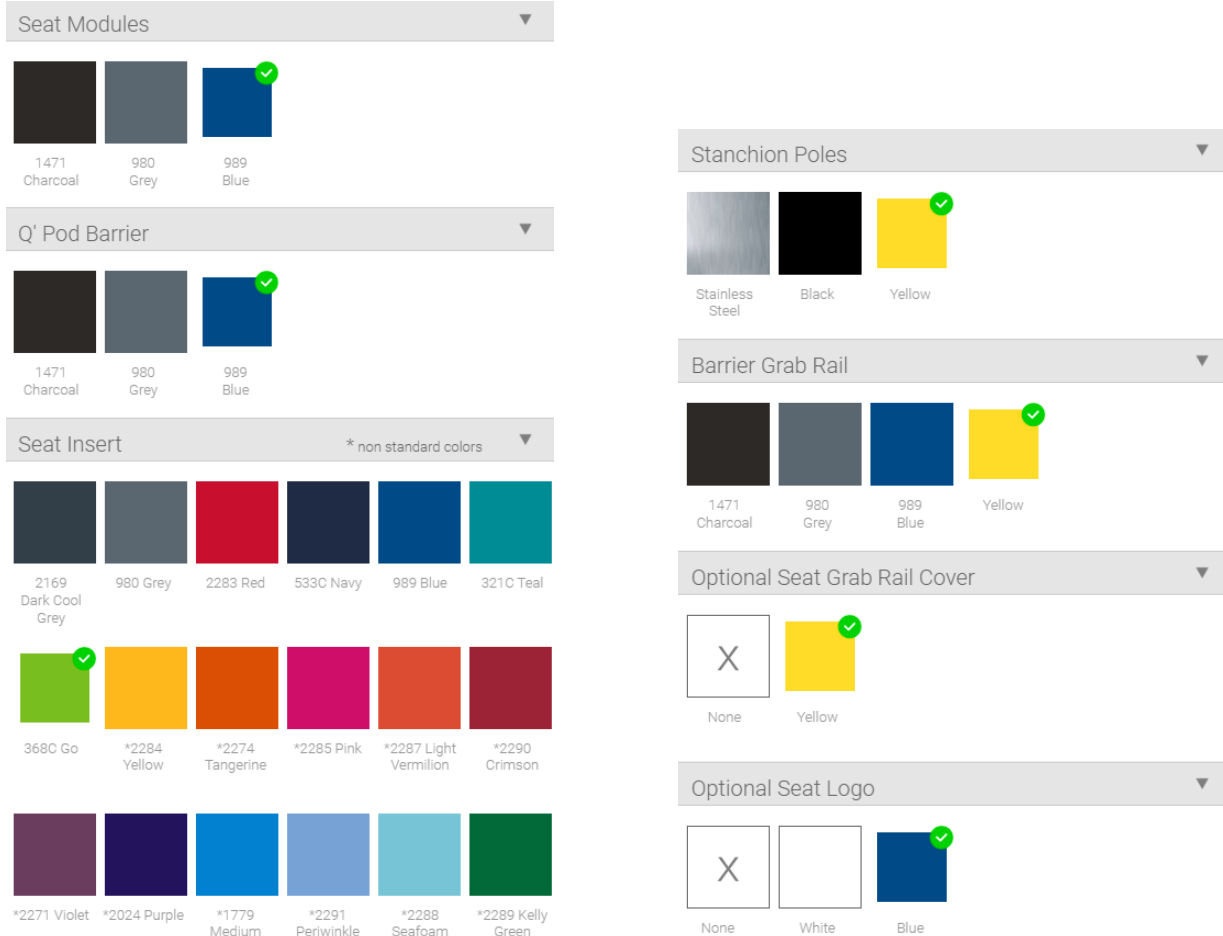 Seat Modules ▼
1471 980 989
Charcoal Grey Blue
Q' Pod Barrier ▼
1471 980 989
Charcoal Grey Blue
Seat Insert * non standard colors ▼
2169 980 Grey 2283 Red 533C Navy 989 Blue 321C Teal
Dark Cool
Grey
368C Go *2284 *2274 *2285 Pink *2287 Light *2290
Yellow Tangerine Vermilion Crimson
*2271 Violet *2024 Purple *1779 *2291 *2288 *2289 Kelly
Medium Periwinkle Seafoam Green
Stanchion Poles ▼
Stainless Black Yellow
Steel
Barrier Grab Rail ▼
1471 980 989 Yellow
Charcoal Grey Blue
Optional Seat Grab Rail Cover ▼
X
None Yellow
Optional Seat Logo ▼
X
None White Blue